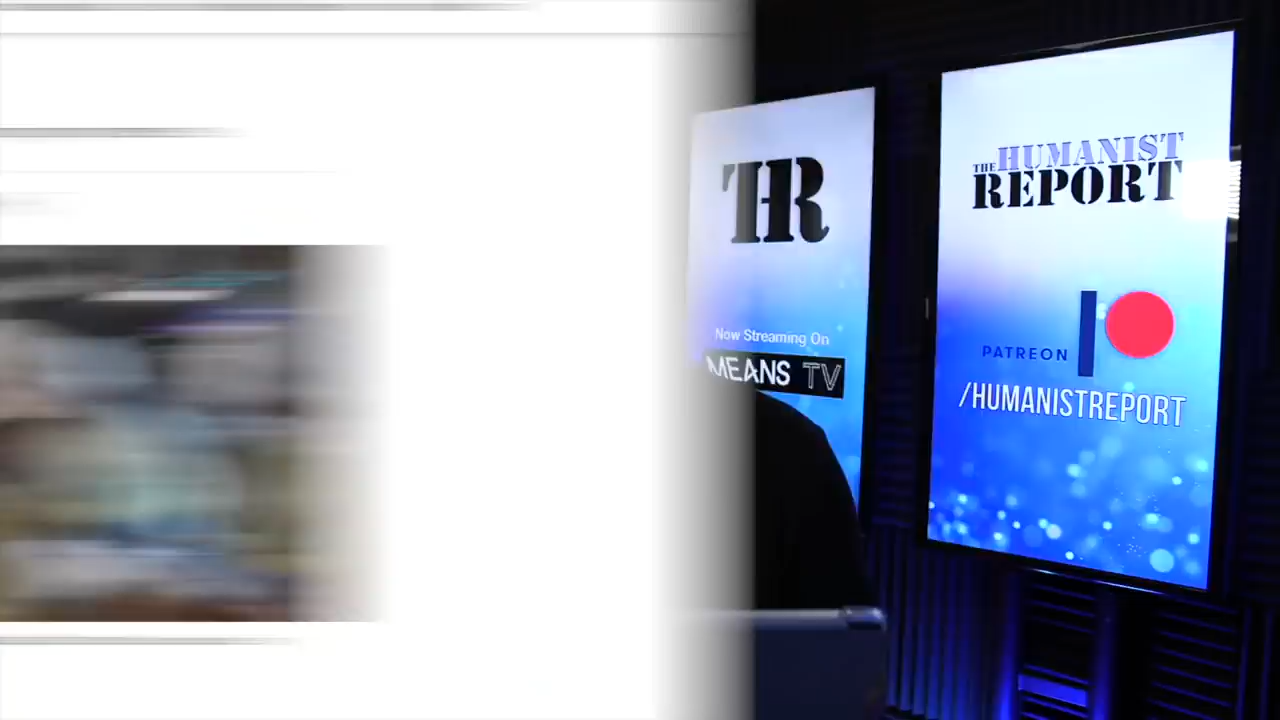 THR
Now Streaming On
MEANS TV
THE HUMANIST
REPORT
PATREON
/HUMANISTREPORT